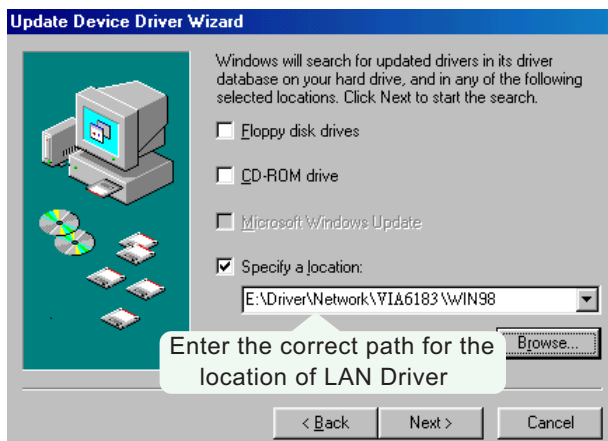 Update Device Driver Wizard
Windows will search for updated drivers in its driver
database on your hard drive, and in any of the following
selected locations. Click Next to start the search.
Floppy disk drives
CD-ROM drive
Microsoft Windows Update
Specify a location:
E:\Driver\Network\VIA6183\WIN98
Enter the correct path for the
location of LAN Driver
Browse...
< Back
Next >
Cancel